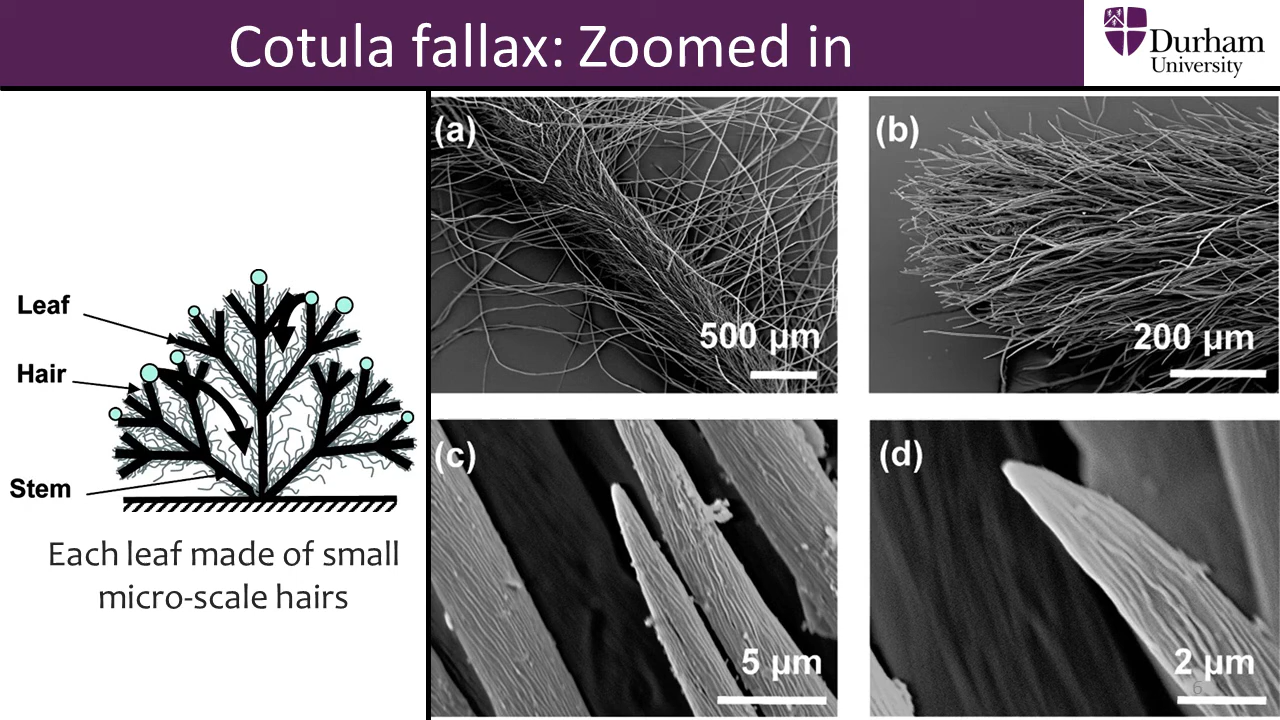 Cotula fallax: Zoomed in
Durham
University
Leaf
Hair
Stem
Each leaf made of small
micro-scale hairs
(a)
500 µm
(b)
200 µm
(c)
5 µm
(d)
2 µm
6